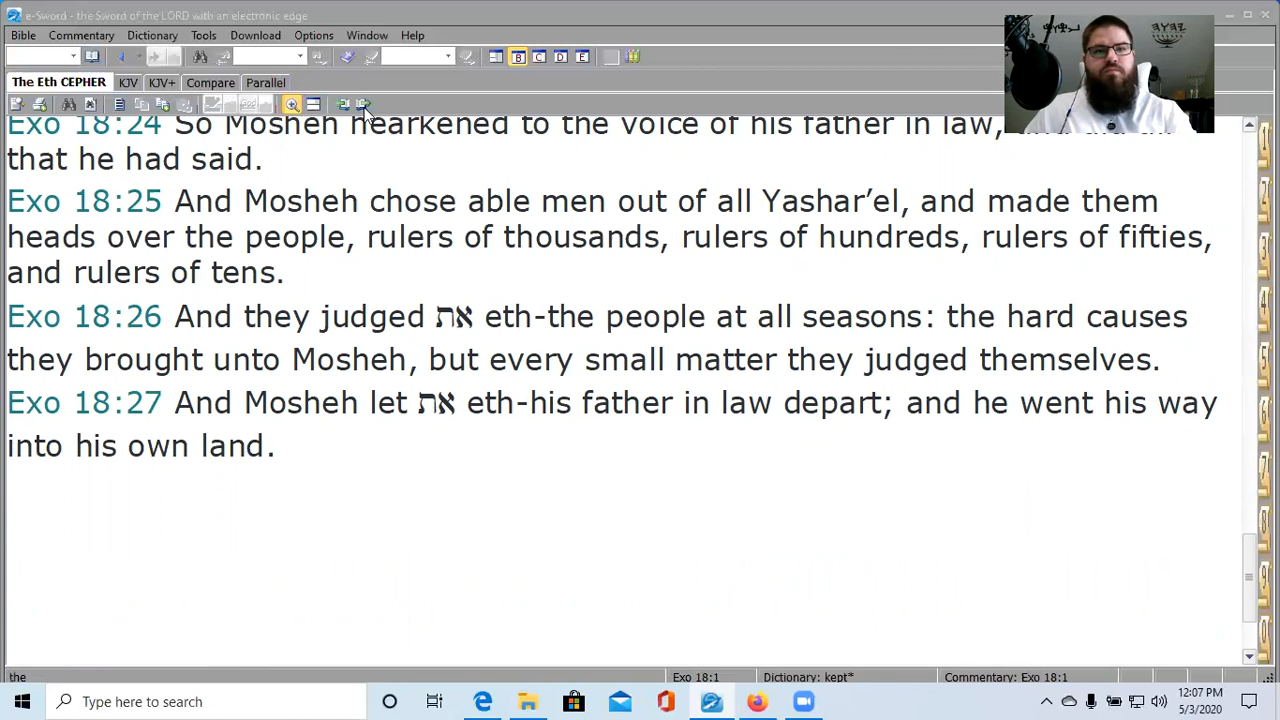 e-Sword - the Sword of the LORD with an electronic edge
Bible Commentary Dictionary Tools Download Options Window Help
B C D E
The Eth CEPHER KJV KJV+ Compare Parallel
Exo 18:24 So Mosheh hearkened to the voice of his father in law,
that he had said.
Exo 18:25 And Mosheh chose able men out of all Yashar’el, and made them
heads over the people, rulers of thousands, rulers of hundreds, rulers of fifties,
and rulers of tens.
Exo 18:26 And they judged את eth-the people at all seasons: the hard causes
they brought unto Mosheh, but every small matter they judged themselves.
Exo 18:27 And Mosheh let את eth-his father in law depart; and he went his way
into his own land.
the Exo 18:1 Dictionary: kept* Commentary: Exo 18:1
Type here to search
12:07 PM
5/3/2020